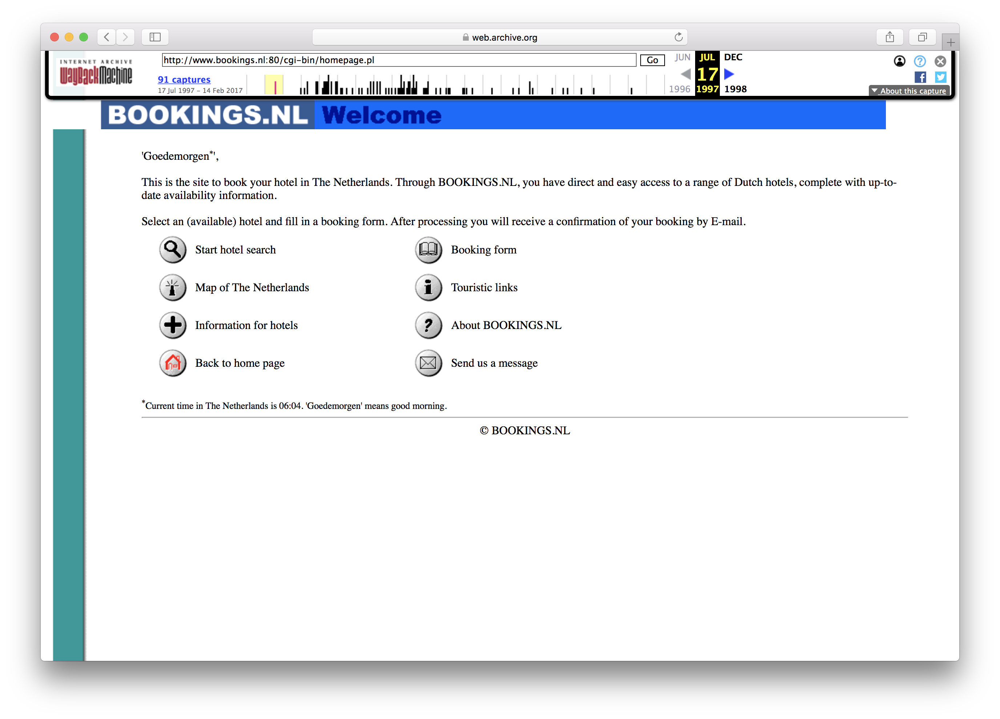 web.archive.org
INTERNET ARCHIVE
WayBackMachine
http://www.bookings.nl:80/cgi-bin/homepage.pl
Go
JUN
JUL
DEC
91 captures
17
17 Jul 1997 – 14 Feb 2017
1996
1997
1998
About this capture
BOOKINGS.NL Welcome
'Goedemorgen*',
This is the site to book your hotel in The Netherlands. Through BOOKINGS.NL, you have direct and easy access to a range of Dutch hotels, complete with up-to-
date availability information.
Select an (available) hotel and fill in a booking form. After processing you will receive a confirmation of your booking by E-mail.
Start hotel search
Booking form
Map of The Netherlands
Touristic links
Information for hotels
About BOOKINGS.NL
Back to home page
Send us a message
*Current time in The Netherlands is 06:04. 'Goedemorgen' means good morning.
© BOOKINGS.NL